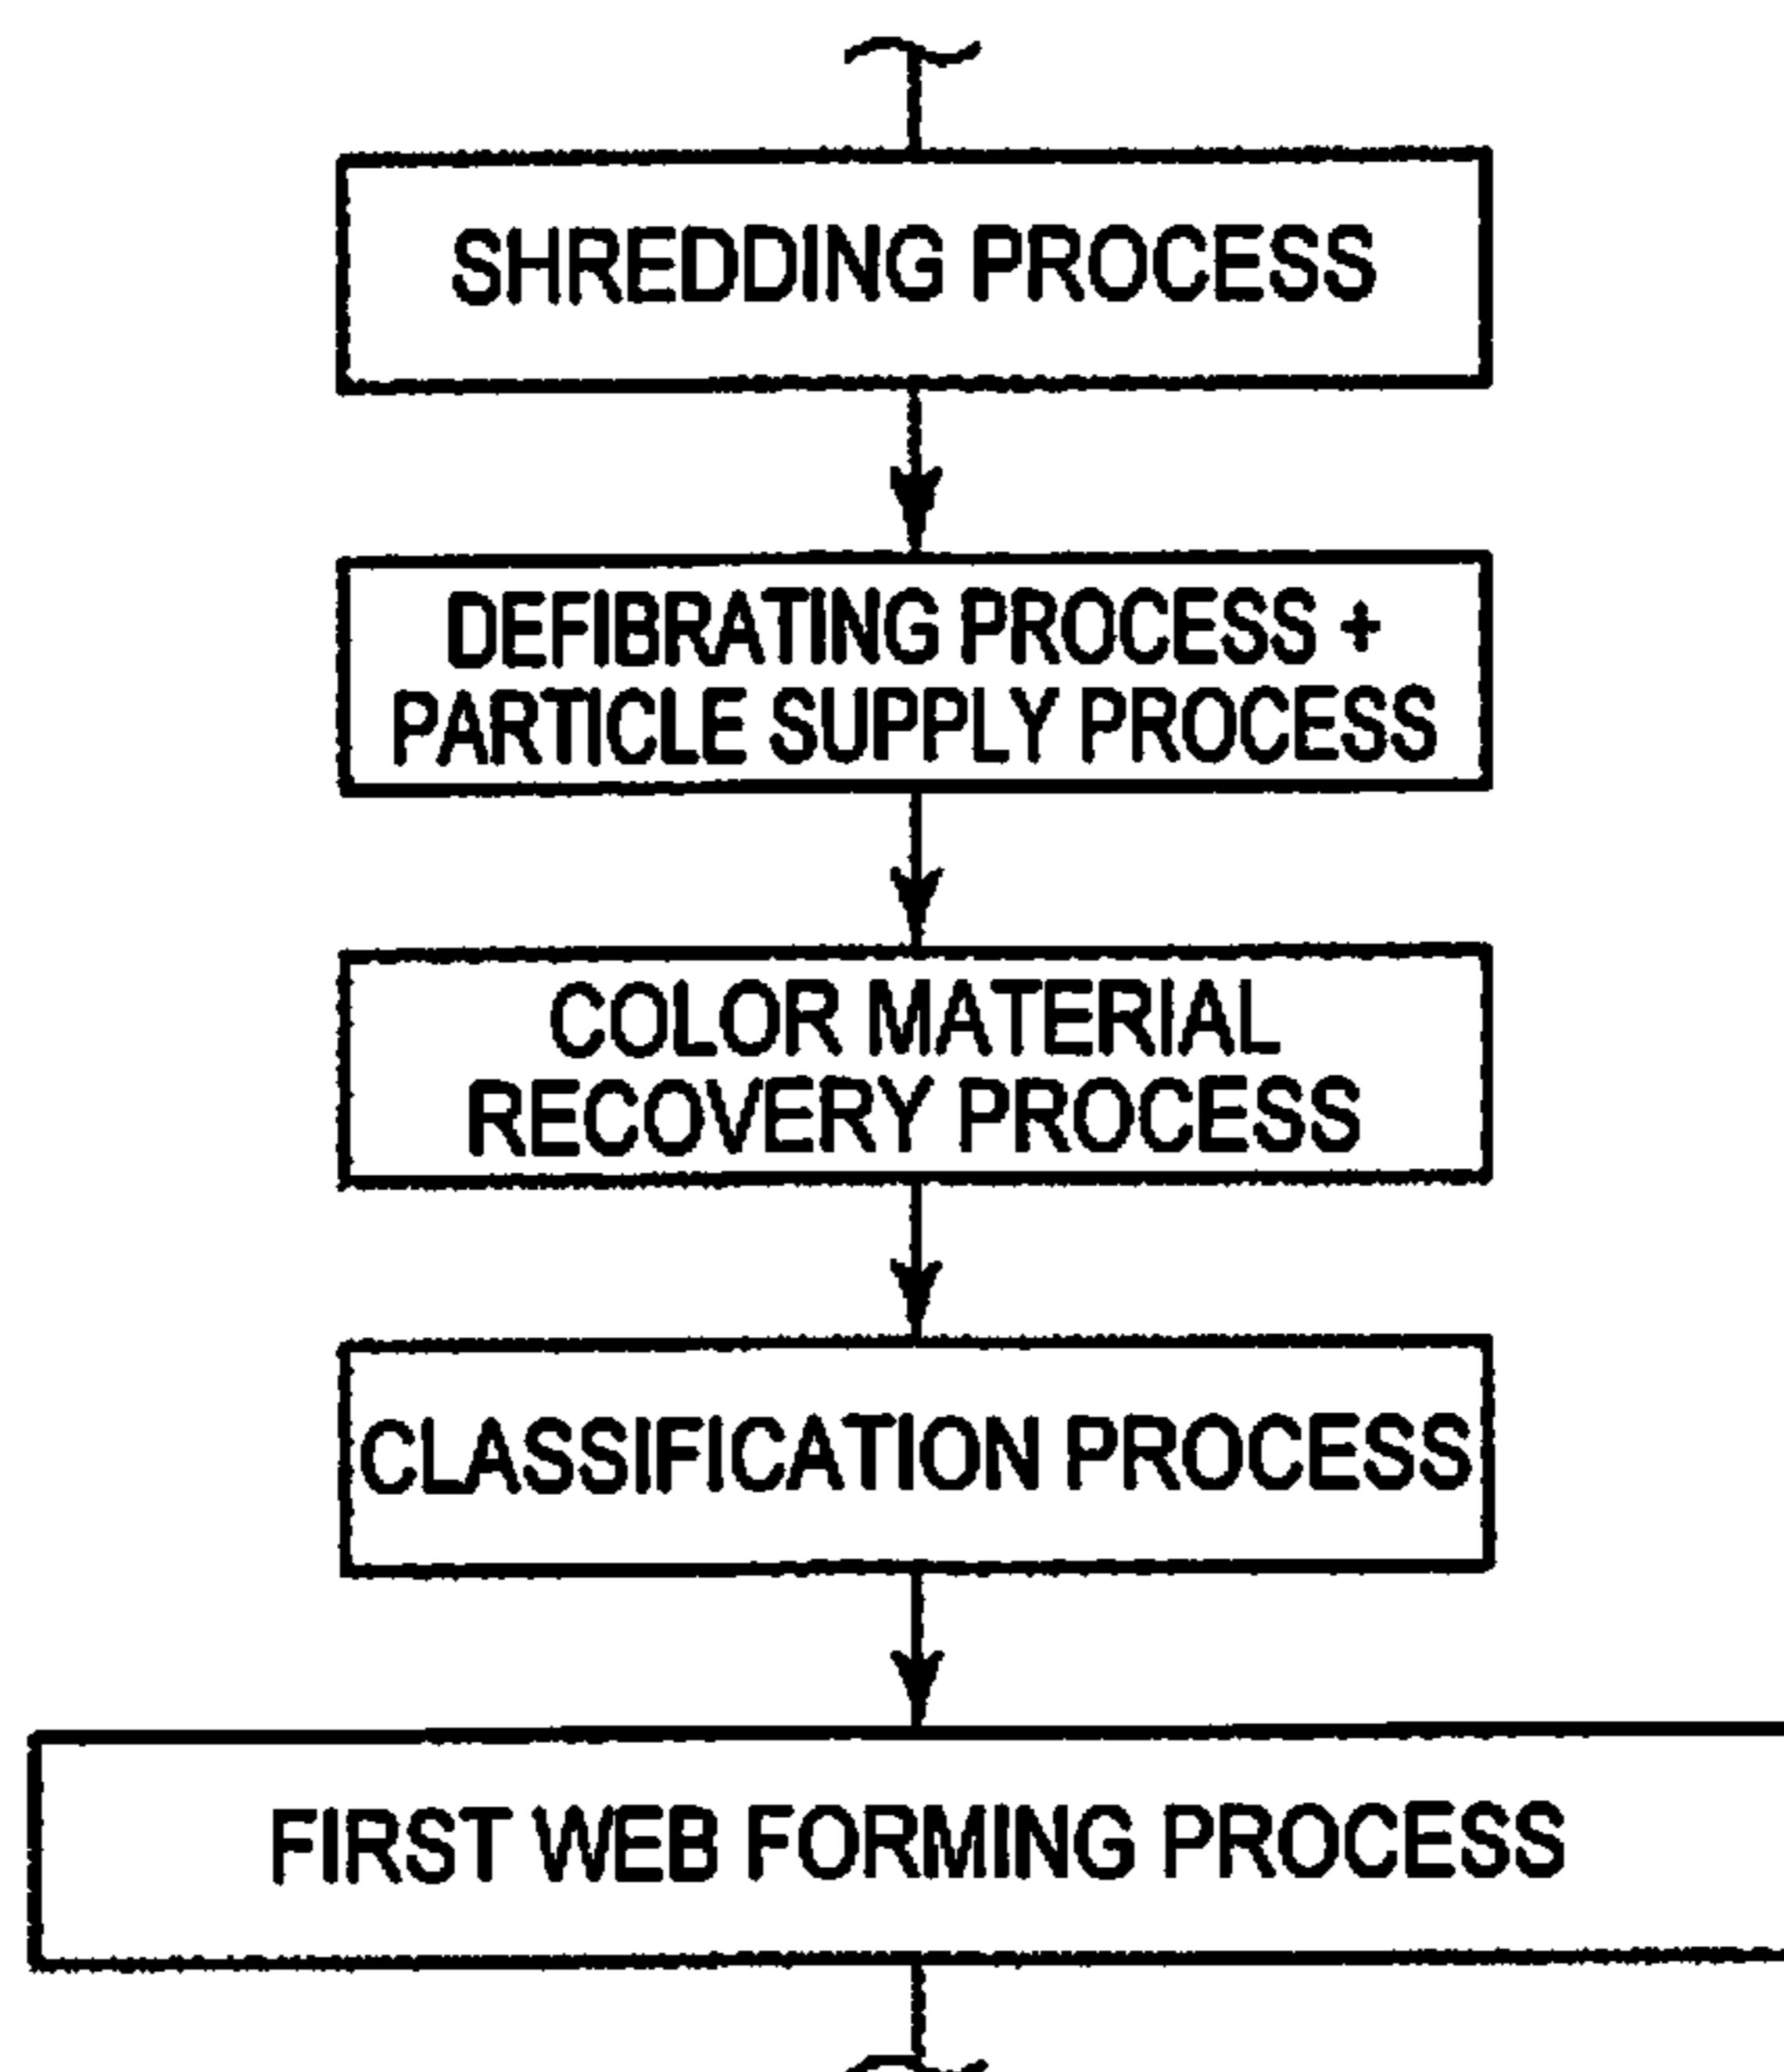 SHREDDING PROCESS
DEFIBRATING PROCESS +
PARTICLE SUPPLY PROCESS
COLOR MATERIAL
RECOVERY PROCESS
CLASSIFICATION PROCESS
FIRST WEB FORMING PROCESS